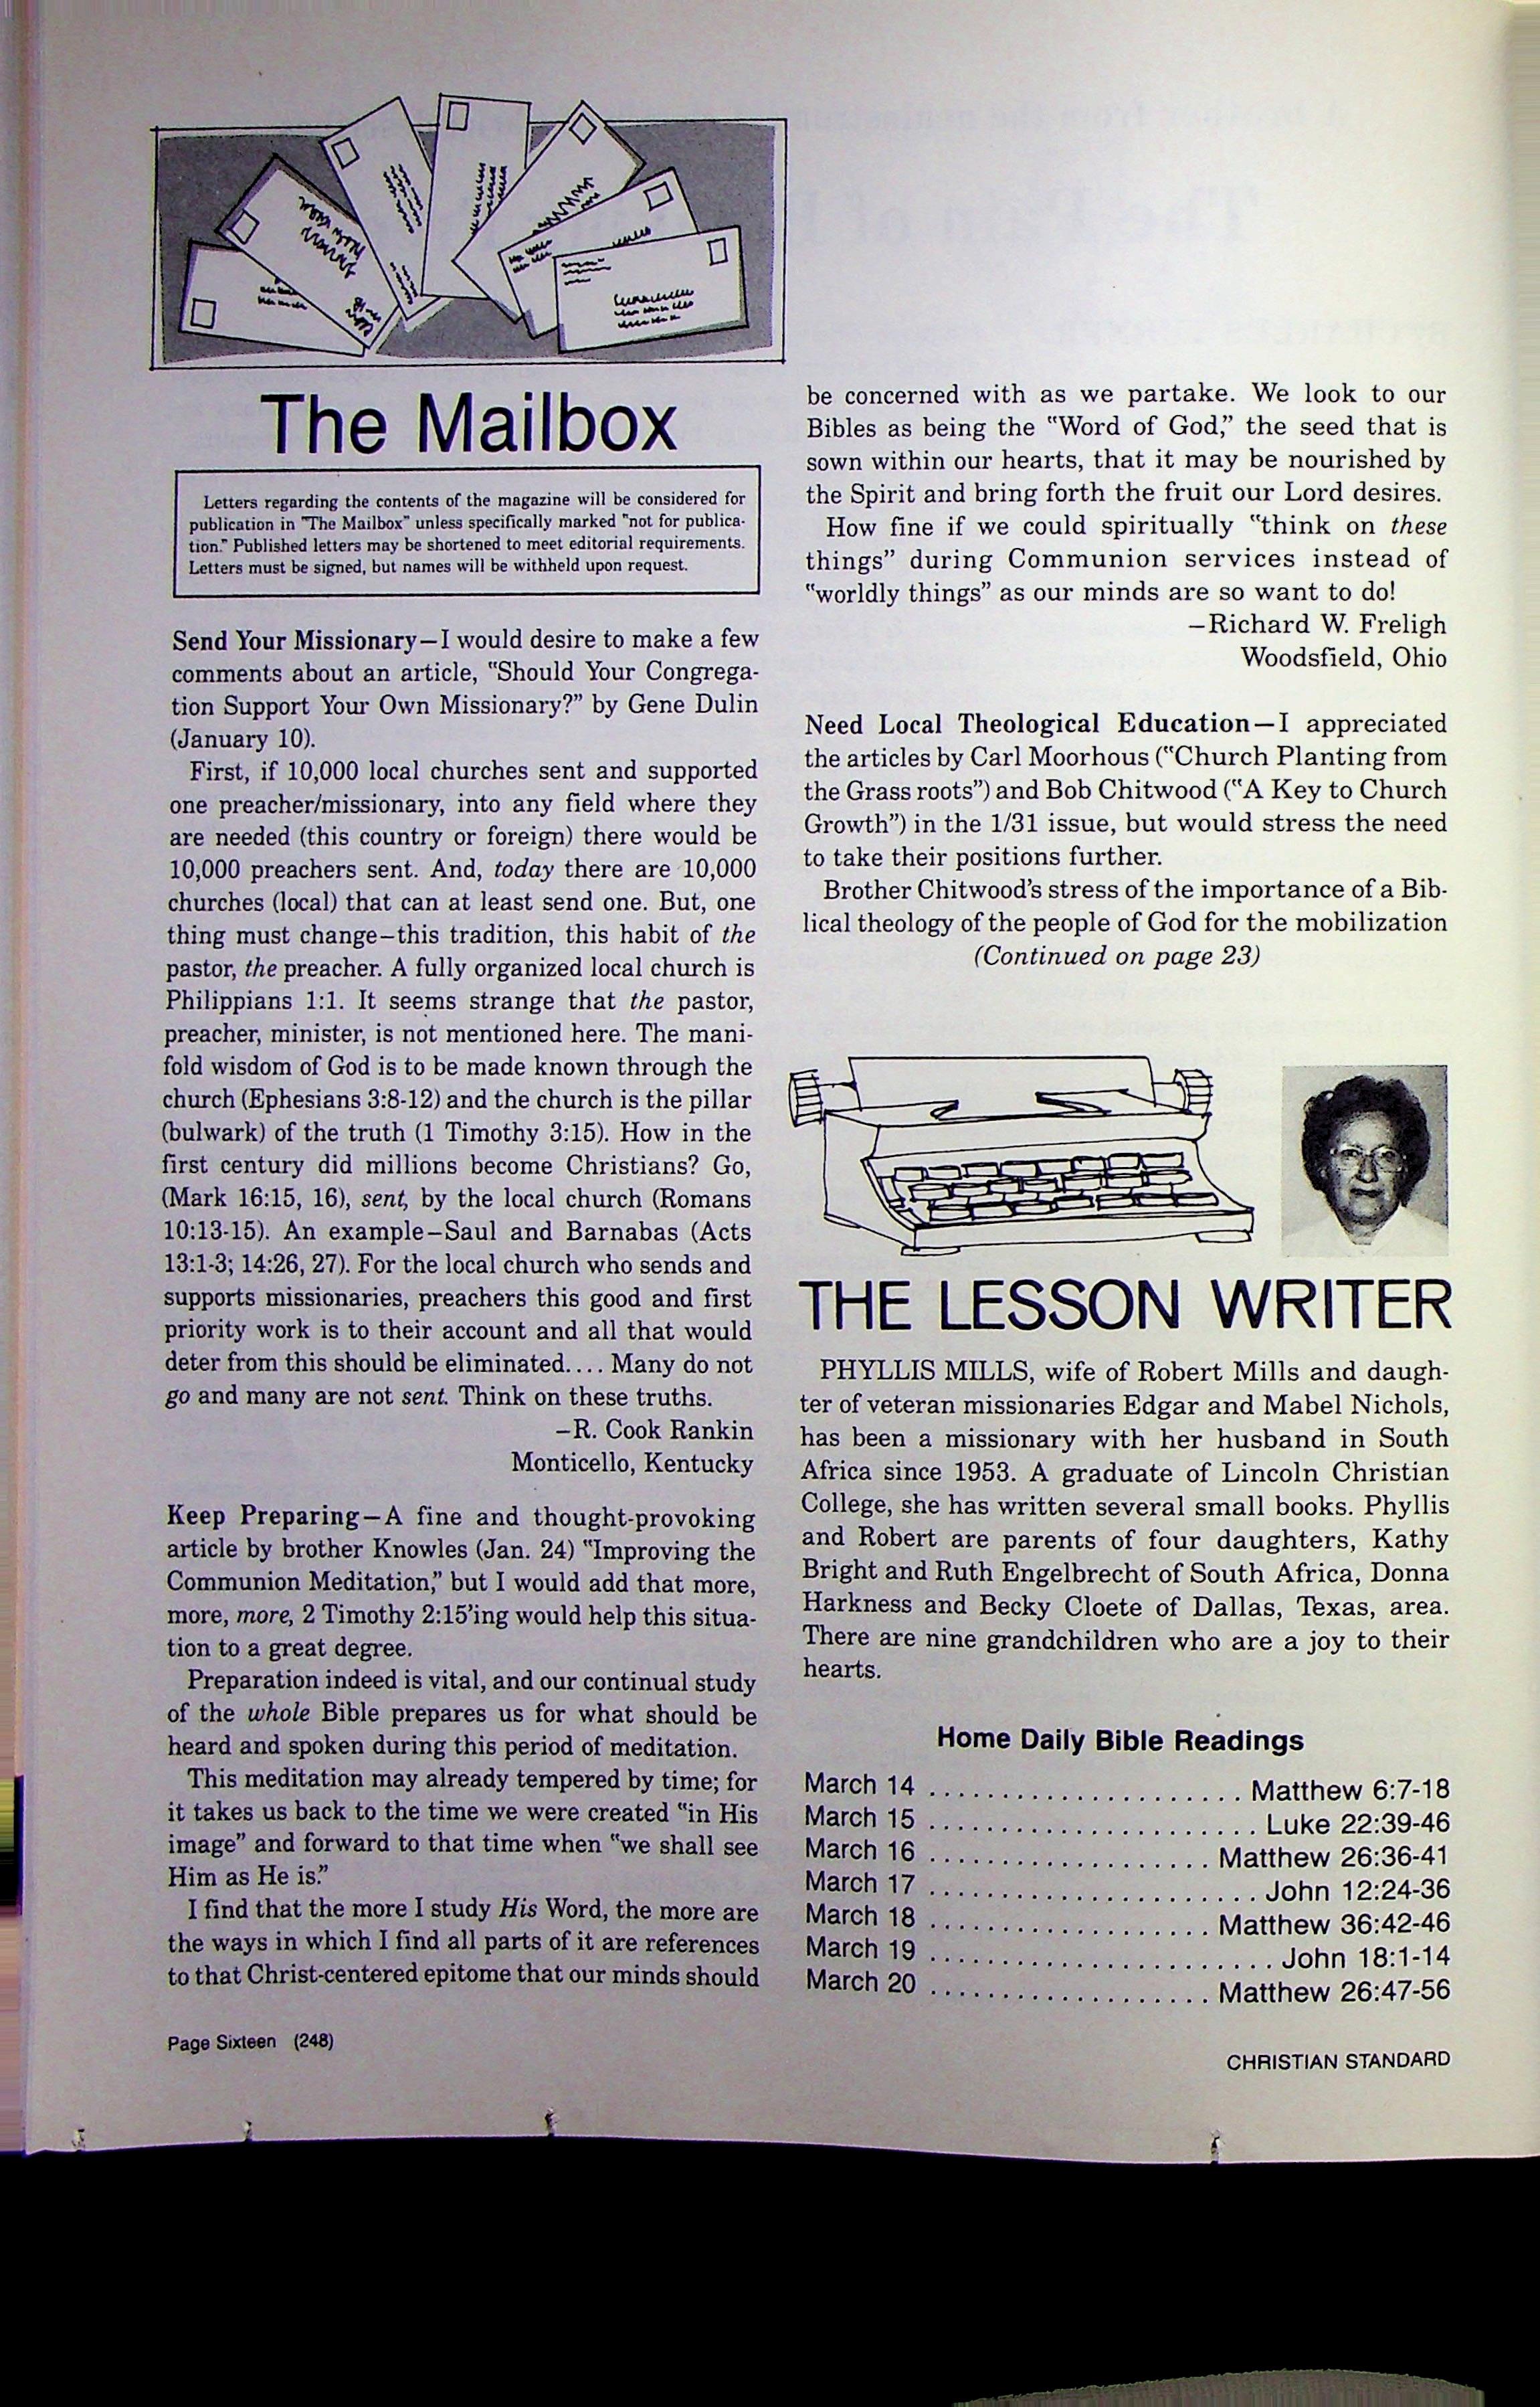 The Mailbox
Letters regarding the contents of the magazine will be considered for
publication in "The Mailbox" unless specifically marked "not for publica-
tion." Published letters may be shortened to meet editorial requirements.
Letters must be signed, but names will be withheld upon request.
Send Your Missionary—I would desire to make a few
comments about an article, "Should Your Congrega-
tion Support Your Own Missionary?" by Gene Dulin
(January 10).
First, if 10,000 local churches sent and supported
one preacher/missionary, into any field where they
are needed (this country or foreign) there would be
10,000 preachers sent. And, today there are 10,000
churches (local) that can at least send one. But, one
thing must change—this tradition, this habit of the
pastor, the preacher. A fully organized local church is
Philippians 1:1. It seems strange that the pastor,
preacher, minister, is not mentioned here. The mani-
fold wisdom of God is to be made known through the
church (Ephesians 3:8-12) and the church is the pillar
(bulwark) of the truth (1 Timothy 3:15). How in the
first century did millions become Christians? Go,
(Mark 16:15, 16), sent, by the local church (Romans
10:13-15). An example—Saul and Barnabas (Acts
13:1-3; 14:26, 27). For the local church who sends and
supports missionaries, preachers this good and first
priority work is to their account and all that would
deter from this should be eliminated.... Many do not
go and many are not sent. Think on these truths.
—R. Cook Rankin
Monticello, Kentucky
Keep Preparing—A fine and thought-provoking
article by brother Knowles (Jan. 24) "Improving the
Communion Meditation," but I would add that more,
more, more, 2 Timothy 2:15'ing would help this situa-
tion to a great degree.
Preparation indeed is vital, and our continual study
of the whole Bible prepares us for what should be
heard and spoken during this period of meditation.
This meditation may already tempered by time; for
it takes us back to the time we were created "in His
image" and forward to that time when "we shall see
Him as He is."
I find that the more I study His Word, the more are
the ways in which I find all parts of it are references
to that Christ-centered epitome that our minds should
be concerned with as we partake. We look to our
Bibles as being the "Word of God," the seed that is
sown within our hearts, that it may be nourished by
the Spirit and bring forth the fruit our Lord desires.
How fine if we could spiritually "think on these
things" during Communion services instead of
"worldly things" as our minds are so want to do!
—Richard W. Freligh
Woodsfield, Ohio
Need Local Theological Education—I appreciated
the articles by Carl Moorhous ("Church Planting from
the Grass roots") and Bob Chitwood ("A Key to Church
Growth") in the 1/31 issue, but would stress the need
to take their positions further.
Brother Chitwood's stress of the importance of a Bib-
lical theology of the people of God for the mobilization
(Continued on page 23)
THE LESSON WRITER
PHYLLIS MILLS, wife of Robert Mills and daugh-
ter of veteran missionaries Edgar and Mabel Nichols,
has been a missionary with her husband in South
Africa since 1953. A graduate of Lincoln Christian
College, she has written several small books. Phyllis
and Robert are parents of four daughters, Kathy
Bright and Ruth Engelbrecht of South Africa, Donna
Harkness and Becky Cloete of Dallas, Texas, area.
There are nine grandchildren who are a joy to their
hearts.
Home Daily Bible Readings
March 14 ...................... Matthew 6:7-18
March 15 ....................... Luke 22:39-46
March 16 .................... Matthew 26:36-41
March 17 ....................... John 12:24-36
March 18 .................... Matthew 36:42-46
March 19 ........................ John 18:1-14
March 20 .................... Matthew 26:47-56
Page Sixteen (248)
CHRISTIAN STANDARD